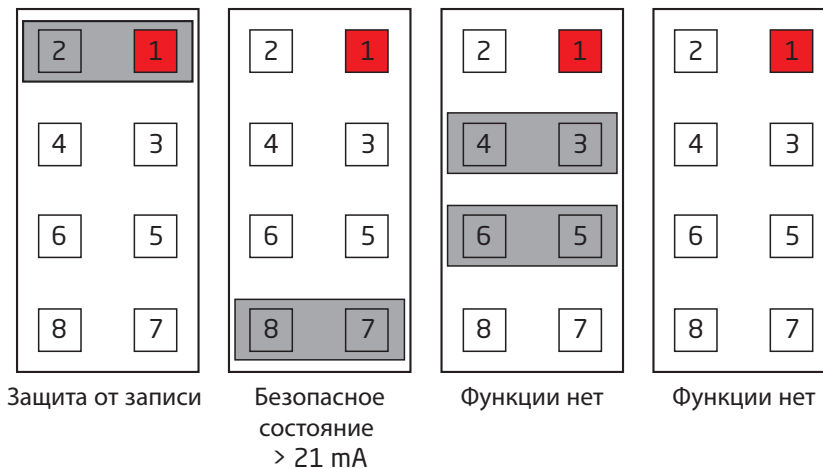 2 1 2 1 2 1 2 1
4 3 4 3 4 3 4 3
6 5 6 5 6 5 6 5
8 7 8 7 8 7 8 7
Защита от записи
Безопасное
состояние
> 21 mA
Функции нет
Функции нет